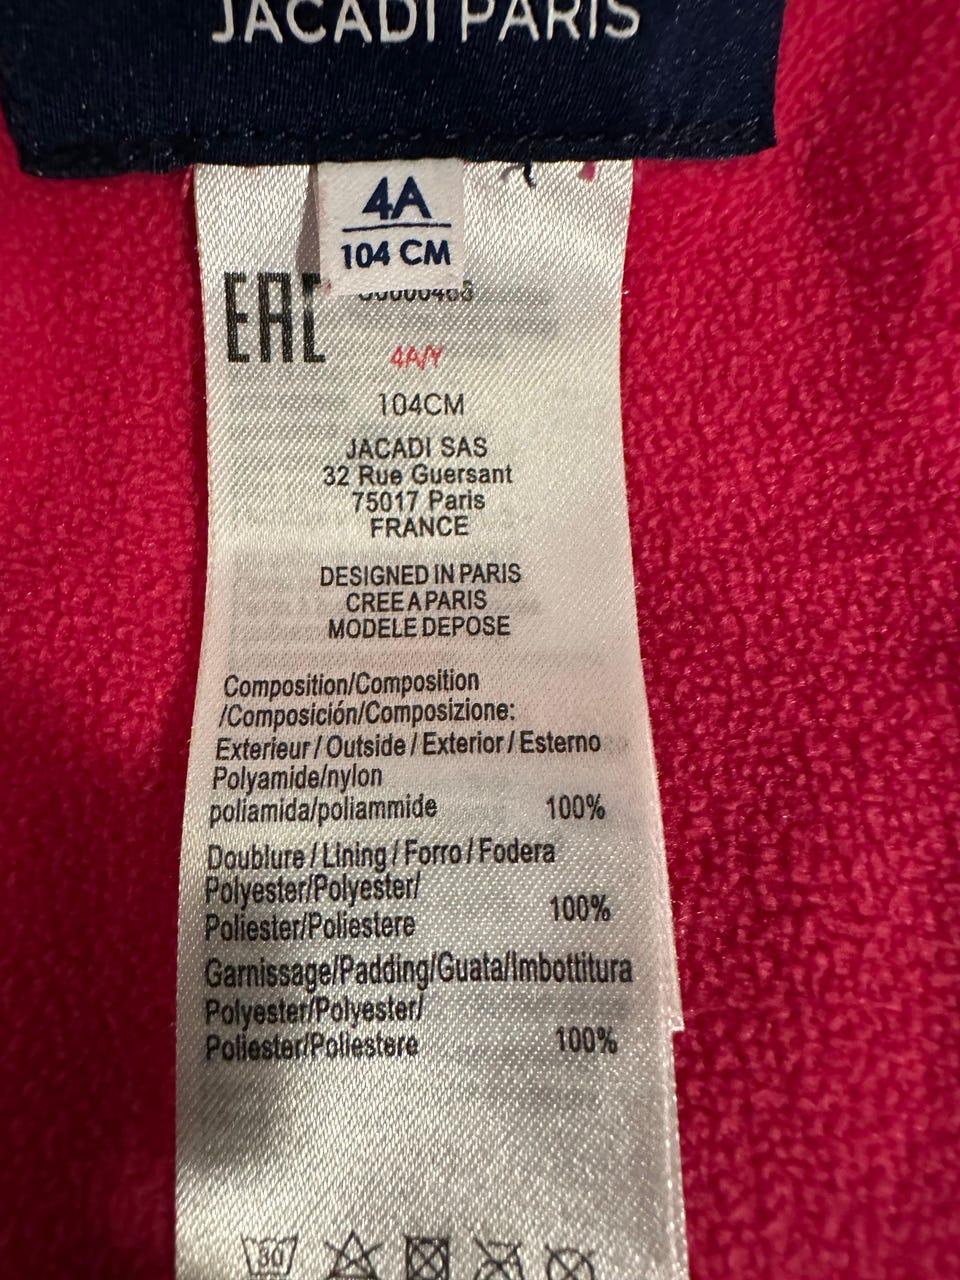 JACADI PARIS
4A
104 CM
EAC
4A/Y
104CM
JACADI SAS
32 Rue Guersant
75017 Paris
FRANCE
DESIGNED IN PARIS
CREE A PARIS
MODELE DEPOSE
Composition/Composition
/Composición/Composizione:
Exterieur / Outside / Exterior / Esterno
Polyamide/nylon
poliamida/poliammide 100%
Doublure / Lining / Forro / Fodera
Polyester/Polyester/
Poliester/Poliestere 100%
Garnissage/Padding/Guata/Imbottitura
Polyester/Polyester/
Poliester/Poliestere 100%
30